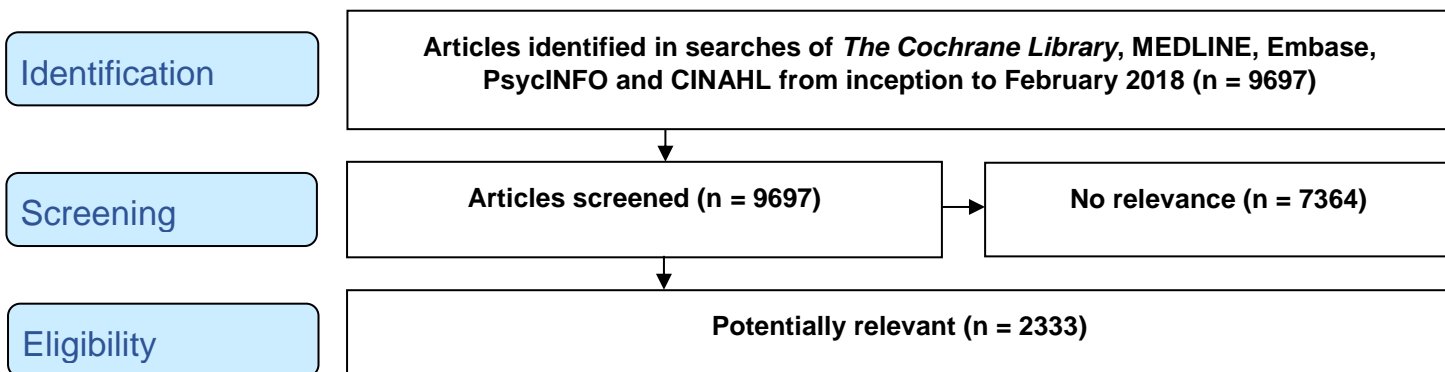 Identification
Articles identified in searches of The Cochrane Library, MEDLINE, Embase,
PsycINFO and CINAHL from inception to February 2018 (n = 9697)
Screening
Articles screened (n = 9697)
No relevance (n = 7364)
Eligibility
Potentially relevant (n = 2333)